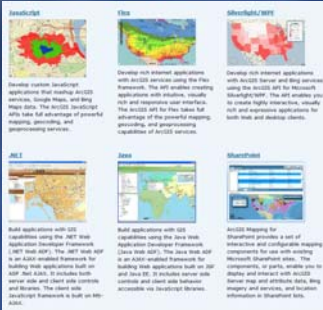 JavaScript
Develop custom JavaScript
applications that mashup ArcGIS
services, Google Maps, and Bing
Maps data. The ArcGIS JavaScript
APIs take full advantage of powerful
mapping, geocoding, and
geoprocessing services.
Flex
Develop rich internet applications
with ArcGIS services using the Flex
framework. The API enables creating
applications with intuitive, visually
rich and responsive user-interface.
The ArcGIS API for Flex takes full
advantage of the powerful mapping,
geocoding, and geoprocessing
capabilities of ArcGIS services.
Silverlight/WPF
Develop rich internet applications
with ArcGIS Server and Bing services
using the ArcGIS API for Microsoft
Silverlight/WPF. The API enables you
to create highly interactive, visually
rich and expressive applications for
both Web and desktop clients.
.NET
Build applications with GIS
capabilities using the .NET Web
Application Developer Framework
(.NET Web ADF). The .NET Web ADF
is an AJAX-enabled framework for
building Web applications built on
ASP .Net AJAX. It includes both
server side and client side controls
and libraries. The client side
JavaScript framework is built on MS-
AJAX.
Java
Build applications with GIS
capabilities using the Java Web
Application Developer Framework
(Java Web ADF). The Java Web ADF
is an AJAX-enabled framework for
building Web applications built on JSF
and Java EE. It includes server side
controls and client side behavior
accessible via JavaScript libraries.
SharePoint
ArcGIS Mapping for
SharePoint provides a set of
interactive and configurable mapping
components for use with existing
Microsoft SharePoint sites. The
components, or parts, enable you to
display and interact with ArcGIS
Server map and attribute data, Bing
imagery and services, and location
information in SharePoint lists.